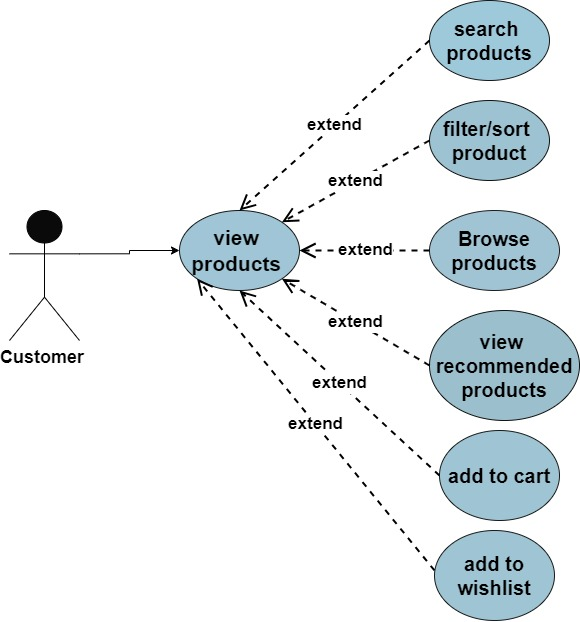 search
products
extend
filter/sort
product
extend
view
products
extend
Browse
products
Customer
extend
view
recommended
products
extend
add to cart
extend
add to
wishlist